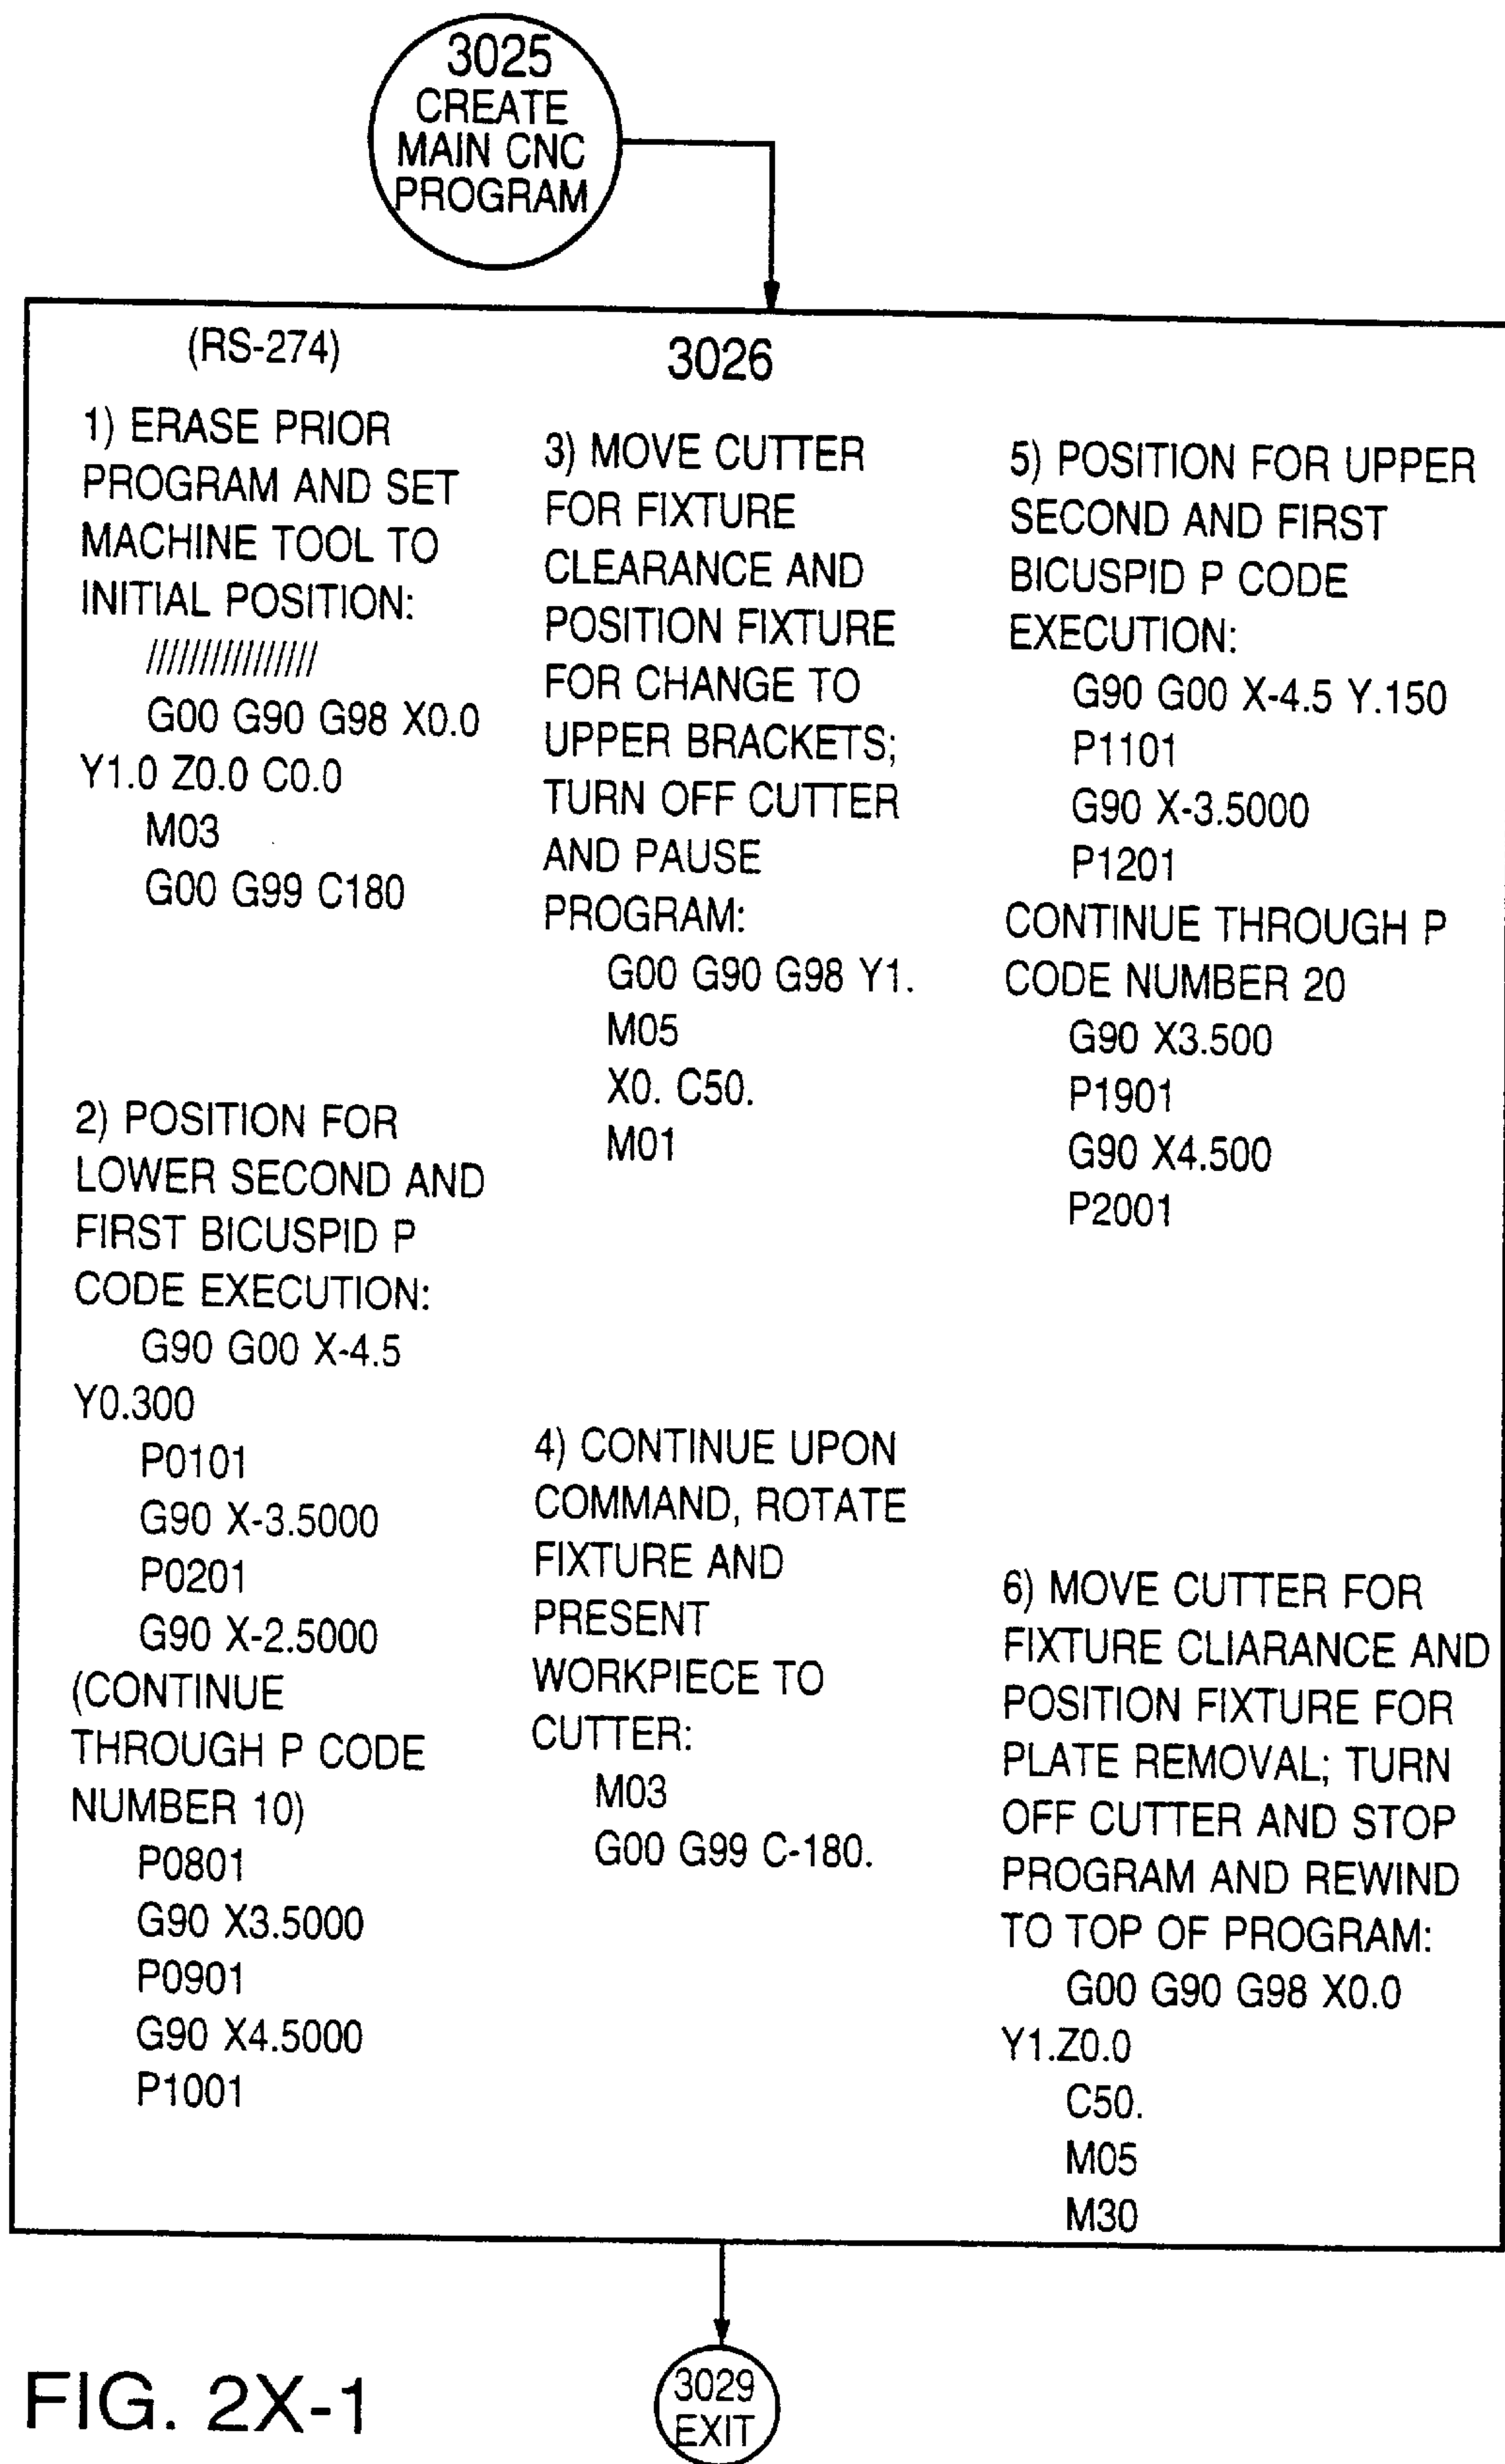 3025
CREATE
MAIN CNC
PROGRAM
(RS-274)
3026
1) ERASE PRIOR
PROGRAM AND SET
MACHINE TOOL TO
INITIAL POSITION:
////////////////
G00 G90 G98 X0.0
Y1.0 Z0.0 C0.0
M03
G00 G99 C180
2) POSITION FOR
LOWER SECOND AND
FIRST BICUSPID P
CODE EXECUTION:
G90 G00 X-4.5
Y0.300
P0101
G90 X-3.5000
P0201
G90 X-2.5000
(CONTINUE
THROUGH P CODE
NUMBER 10)
P0801
G90 X3.5000
P0901
G90 X4.5000
P1001
3) MOVE CUTTER
FOR FIXTURE
CLEARANCE AND
POSITION FIXTURE
FOR CHANGE TO
UPPER BRACKETS;
TURN OFF CUTTER
AND PAUSE
PROGRAM:
G00 G90 G98 Y1.
M05
X0. C50.
M01
4) CONTINUE UPON
COMMAND, ROTATE
FIXTURE AND
PRESENT
WORKPIECE TO
CUTTER:
M03
G00 G99 C-180.
5) POSITION FOR UPPER
SECOND AND FIRST
BICUSPID P CODE
EXECUTION:
G90 G00 X-4.5 Y.150
P1101
G90 X-3.5000
P1201
CONTINUE THROUGH P
CODE NUMBER 20
G90 X3.500
P1901
G90 X4.500
P2001
6) MOVE CUTTER FOR
FIXTURE CLIARANCE AND
POSITION FIXTURE FOR
PLATE REMOVAL; TURN
OFF CUTTER AND STOP
PROGRAM AND REWIND
TO TOP OF PROGRAM:
G00 G90 G98 X0.0
Y1.Z0.0
C50.
M05
M30
3029
EXIT
FIG. 2X-1